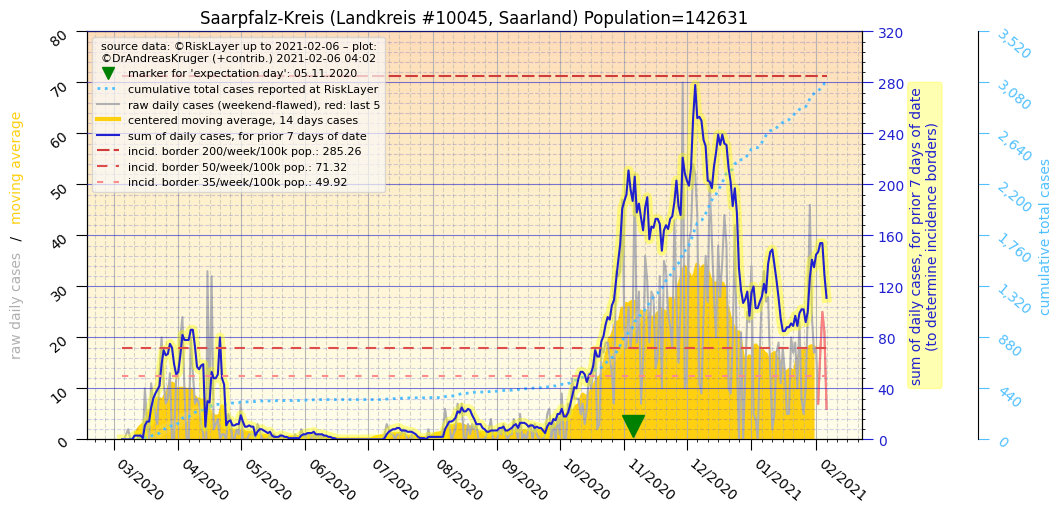 Saarpfalz-Kreis (Landkreis #10045, Saarland) Population=142631
source data: ©RiskLayer up to 2021-02-06 – plot:
©DrAndreasKruger (+contrib.) 2021-02-06 04:02
marker for 'expectation day': 05.11.2020
cumulative total cases reported at RiskLayer
raw daily cases (weekend-flawed), red: last 5
centered moving average, 14 days cases
sum of daily cases, for prior 7 days of date
incid. border 200/week/100k pop.: 285.26
incid. border 50/week/100k pop.: 71.32
incid. border 35/week/100k pop.: 49.92
raw daily cases / moving average
80
70
60
50
40
30
20
10
0
320
280
240
200
160
120
80
40
0
sum of daily cases, for prior 7 days of date
(to determine incidence borders)
3,520
3,080
2,640
2,200
1,760
1,320
880
440
0
cumulative total cases
03/2020
04/2020
05/2020
06/2020
07/2020
08/2020
09/2020
10/2020
11/2020
12/2020
01/2021
02/2021